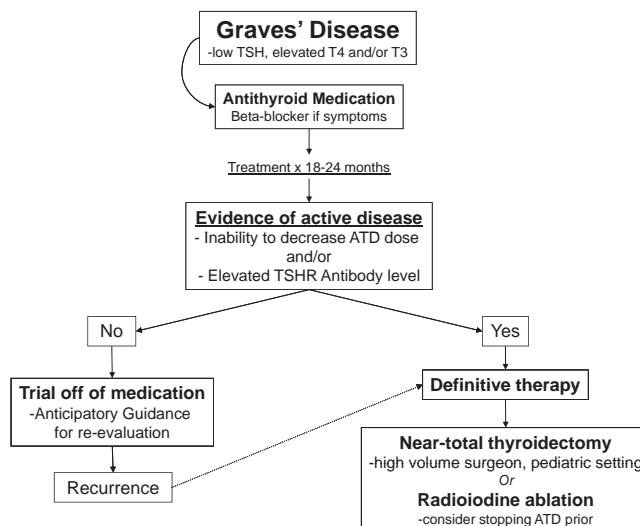 Graves' Disease
-low TSH, elevated T4 and/or T3
Antithyroid Medication
Beta-blocker if symptoms
Treatment x 18-24 months
Evidence of active disease
- Inability to decrease ATD dose
and/or
- Elevated TSHR Antibody level
No
Yes
Trial off of medication
-Anticipatory Guidance
for re-evaluation
Recurrence
Definitive therapy
Near-total thyroidectomy
-high volume surgeon, pediatric setting
Or
Radioiodine ablation
-consider stopping ATD prior